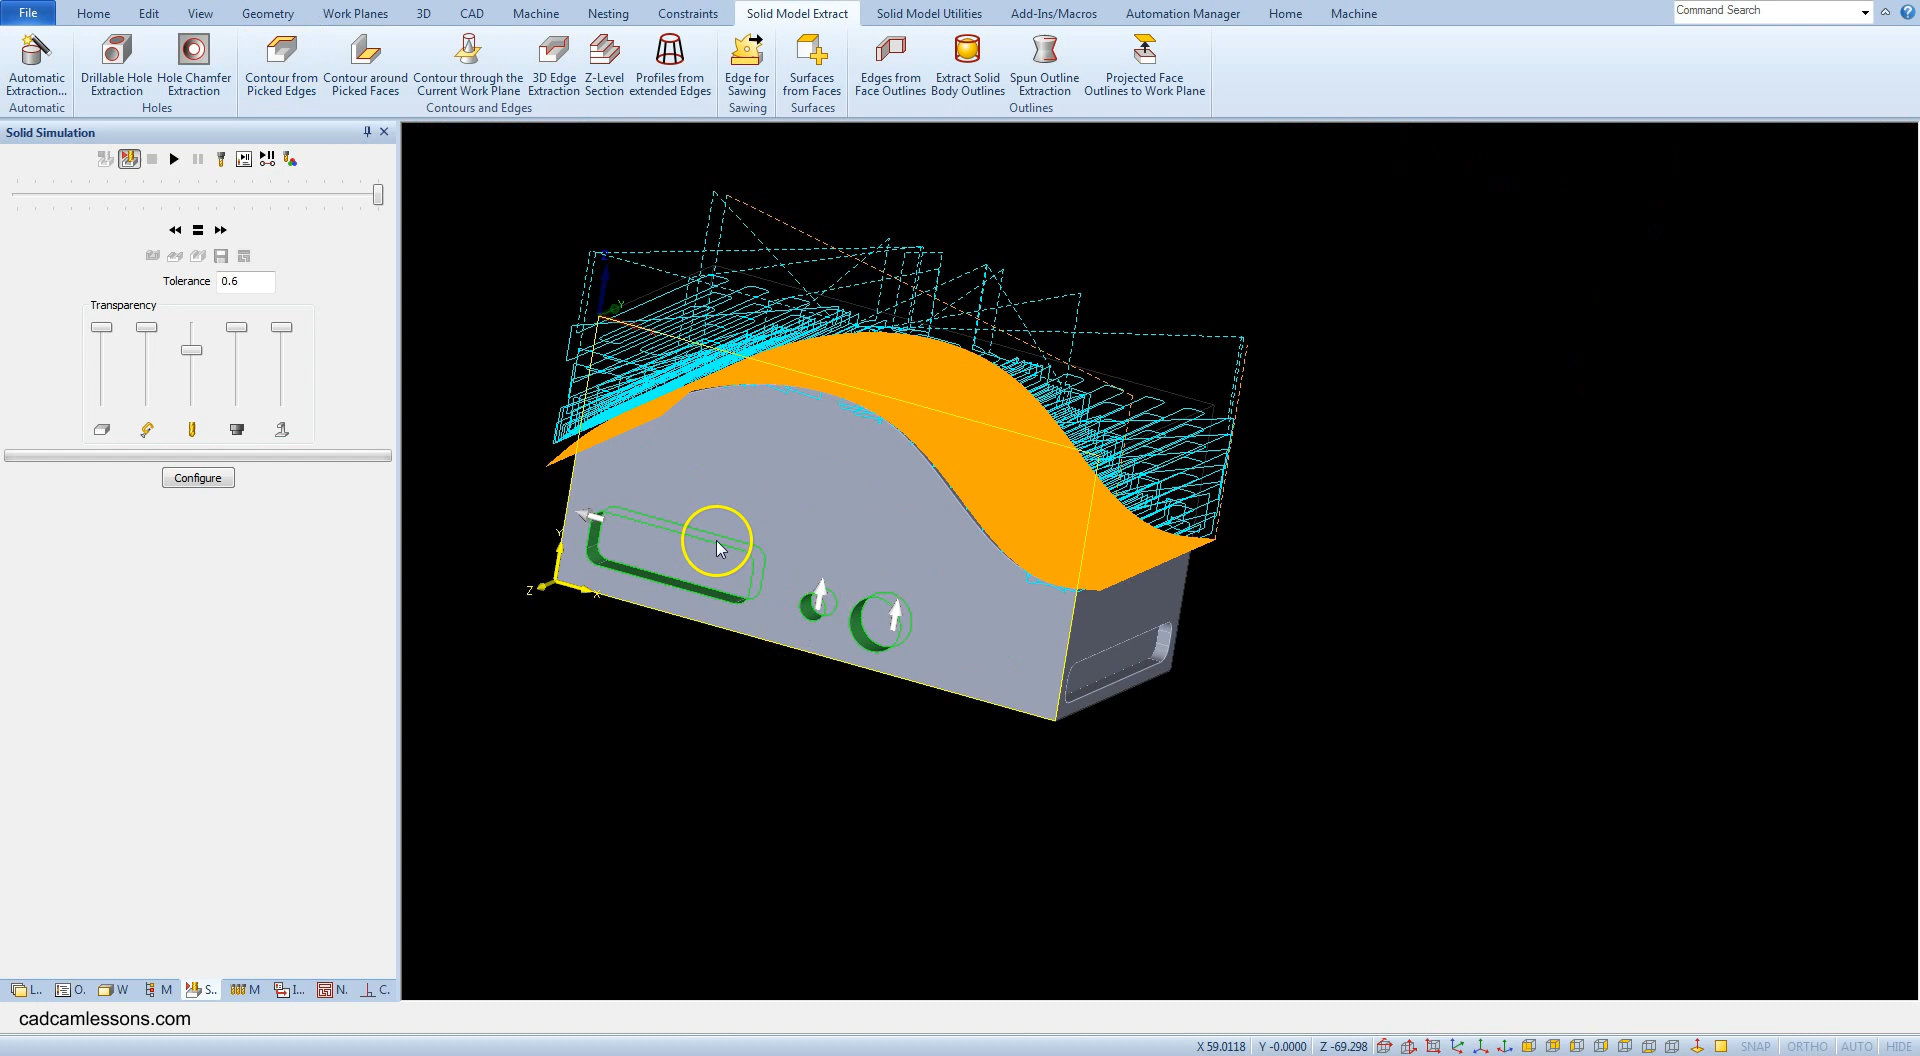 File Home Edit View Geometry Work Planes 3D CAD Machine Nesting Constraints Solid Model Extract Solid Model Utilities Add-Ins/Macros Automation Manager Home Machine Command Search
Automatic Extraction...
Drillable Hole Extraction
Hole Chamfer Extraction
Contour from Picked Edges
Contour around Picked Faces
Contour through the Current Work Plane
3D Edge Extraction
Z-Level Section
Profiles from extended Edges
Edge for Sawing
Surfaces from Faces
Edges from Face Outlines
Extract Solid Body Outlines
Spun Outline Extraction
Projected Face Outlines to Work Plane
Automatic Holes Contours and Edges Sawing Surfaces Outlines
Solid Simulation
Tolerance 0.6
Transparency
Configure
Y
Y
Z
X
L.. O. W M S.. M I... N. C.
cadcamlessons.com
X 59.0118 Y -0.0000 Z -69.298 SNAP ORTHO AUTO HIDE